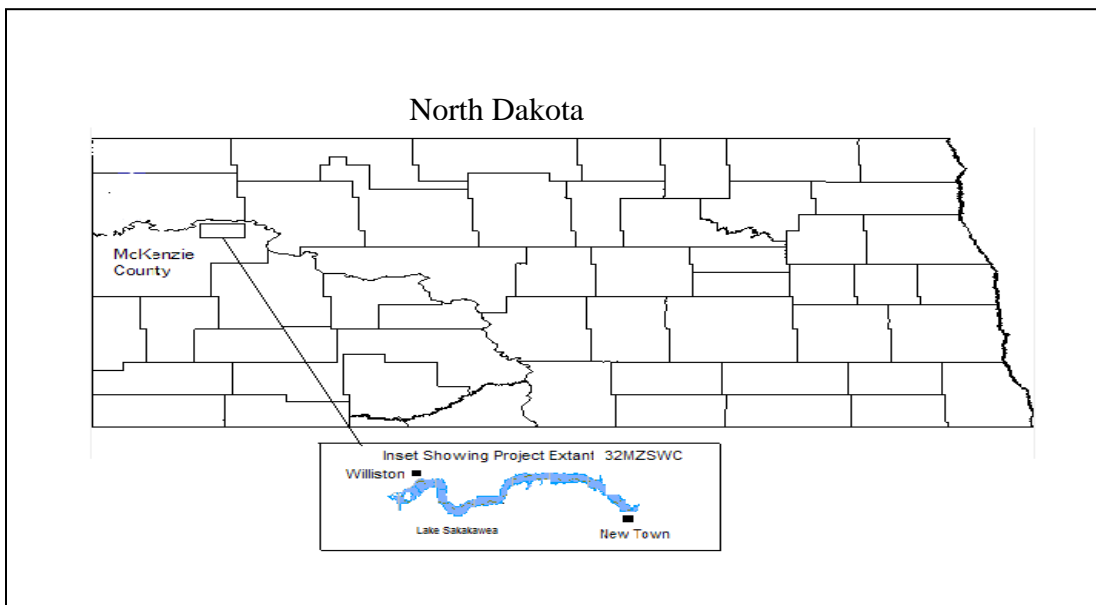 North Dakota
McKenzie
County
Inset Showing Project Extant 32MZSWC
Williston
Lake Sakakawea
New Town